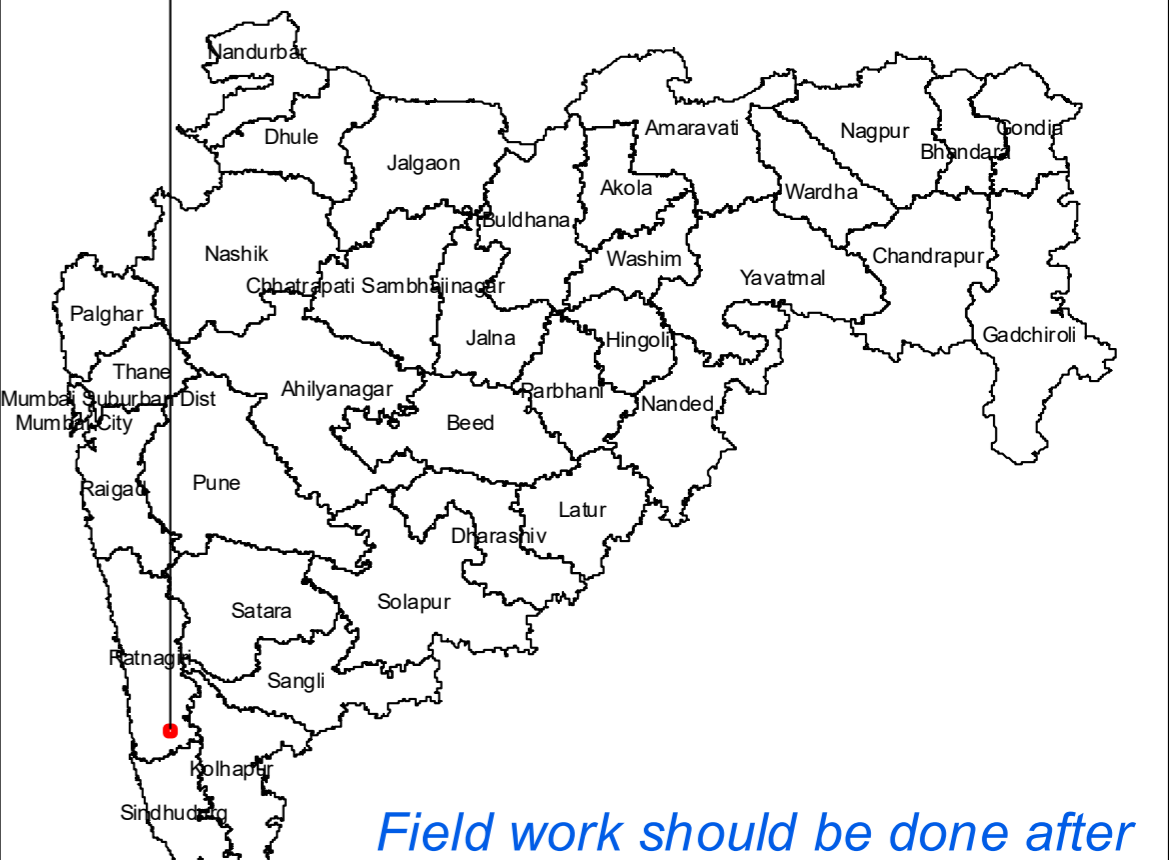 Nandurbar
Dhule
Jalgaon
Amaravati
Nagpur
Gondia
Bhandara
Akola
Wardha
Buldhana
Nashik
Washim
Chandrapur
Yavatmal
Chhatrapati Sambhajinagar
Palghar
Jalna
Hingoli
Gadchiroli
Thane
Ahilyanagar
Parbhani
Mumbai Suburban Dist
Nanded
Mumbai City
Beed
Raigad
Pune
Latur
Dharashiv
Solapur
Satara
Ratnagiri
Sangli
Kolhapur
Sindhudurg
Field work should be done after